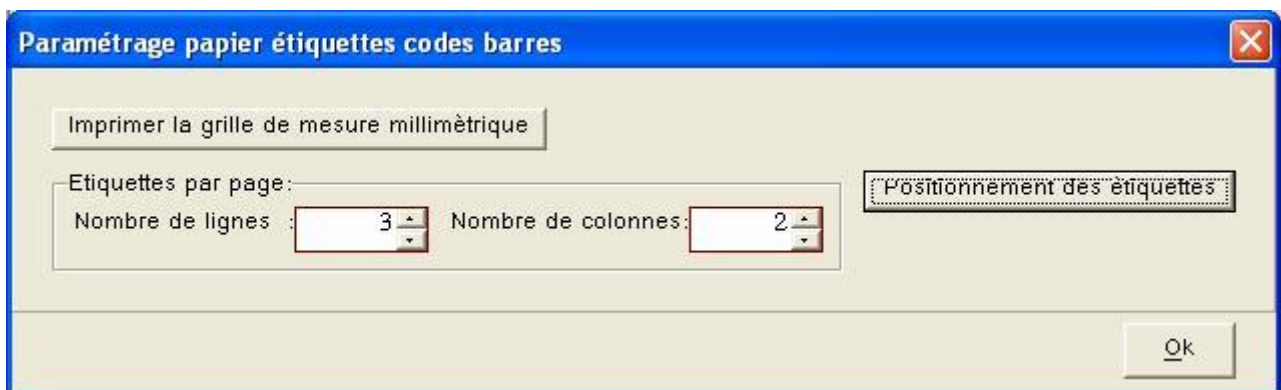 Paramétrage papier étiquettes codes barres
Imprimer la grille de mesure millimètrique
Etiquettes par page:
Nombre de lignes : 3 Nombre de colonnes: 2
Positionnement des étiquettes
Ok